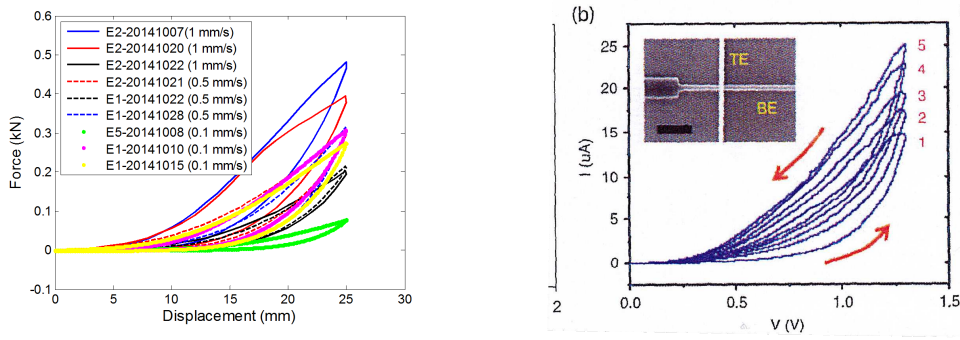 0.6
0.5
0.4
0.3
0.2
0.1
0
-0.1
Force (kN)
E2-20141007(1 mm/s)
E2-20141020 (1 mm/s)
E2-20141022 (1 mm/s)
E2-20141021 (0.5 mm/s)
E1-20141022 (0.5 mm/s)
E1-20141028 (0.5 mm/s)
E5-20141008 (0.1 mm/s)
E1-20141010 (0.1 mm/s)
E1-20141015 (0.1 mm/s)
0 5 10 15 20 25 30
Displacement (mm)
2
(b)
25
20
15
10
5
0
I (uA)
TE
BE
5
4
3
2
1
0.0 0.5 1.0 1.5
V (V)